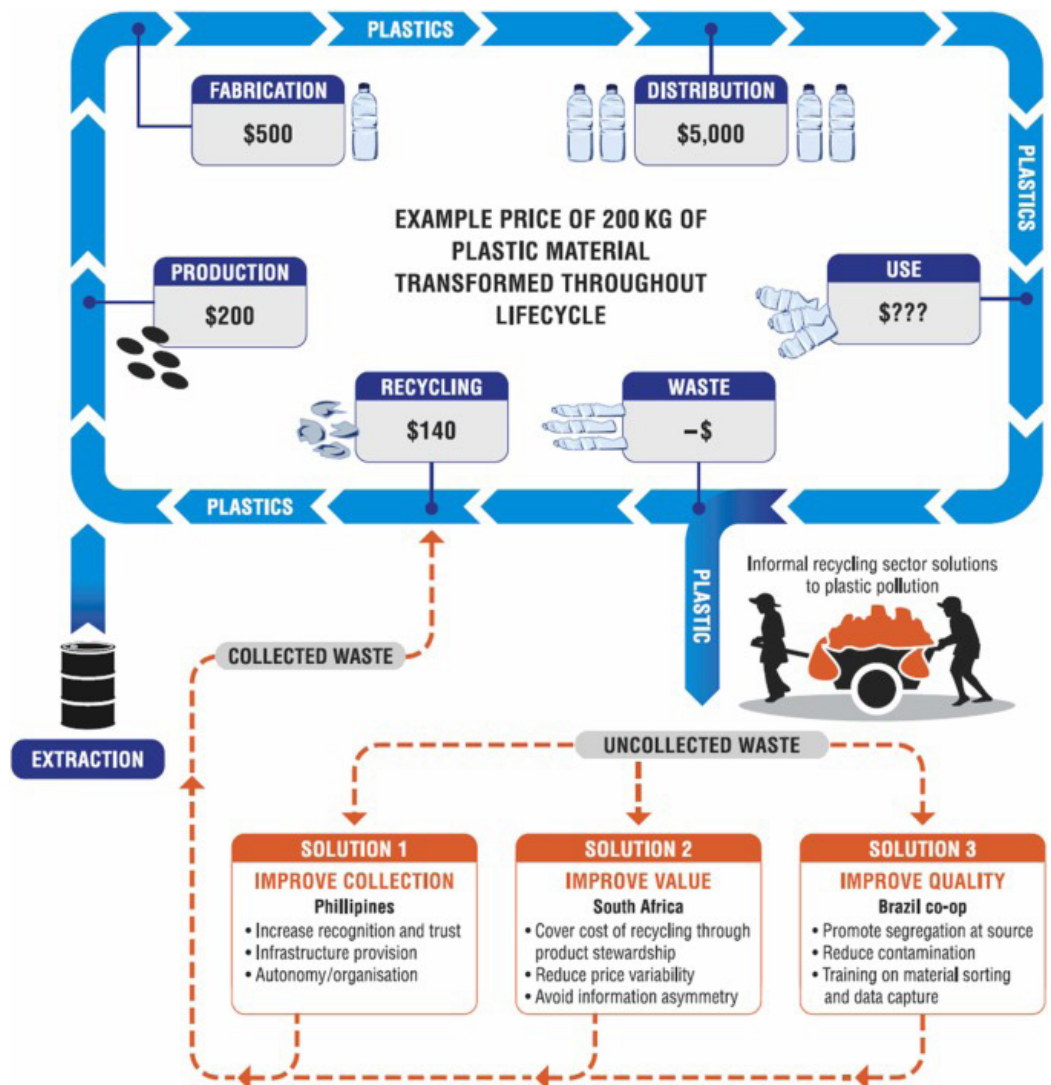 PLASTICS
FABRICATION
$500
DISTRIBUTION
$5,000
PLASTICS
EXAMPLE PRICE OF 200 KG OF
PLASTIC MATERIAL
TRANSFORMED THROUGHOUT
LIFECYCLE
PRODUCTION
$200
USE
$???
RECYCLING
$140
WASTE
–$
PLASTICS
PLASTIC
Informal recycling sector solutions
to plastic pollution
COLLECTED WASTE
EXTRACTION
UNCOLLECTED WASTE
SOLUTION 1
IMPROVE COLLECTION
Phillipines
• Increase recognition and trust
• Infrastructure provision
• Autonomy/organisation
SOLUTION 2
IMPROVE VALUE
South Africa
• Cover cost of recycling through
product stewardship
• Reduce price variability
• Avoid information asymmetry
SOLUTION 3
IMPROVE QUALITY
Brazil co-op
• Promote segregation at source
• Reduce contamination
• Training on material sorting
and data capture